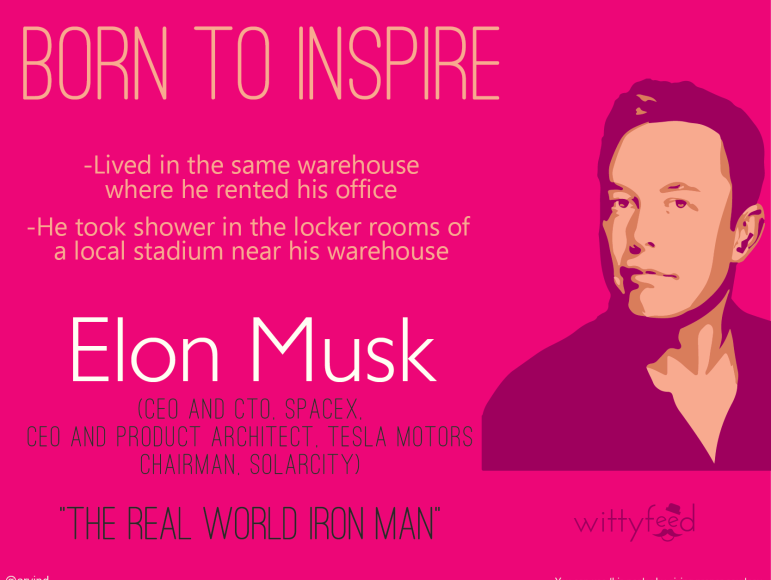 BORN TO INSPIRE
-Lived in the same warehouse
where he rented his office
-He took shower in the locker rooms of
a local stadium near his warehouse
Elon Musk
(CEO AND CTO, SPACEX,
CEO AND PRODUCT ARCHITECT, TESLA MOTORS
CHAIRMAN, SOLARCITY)
"THE REAL WORLD IRON MAN"
wittyfeed